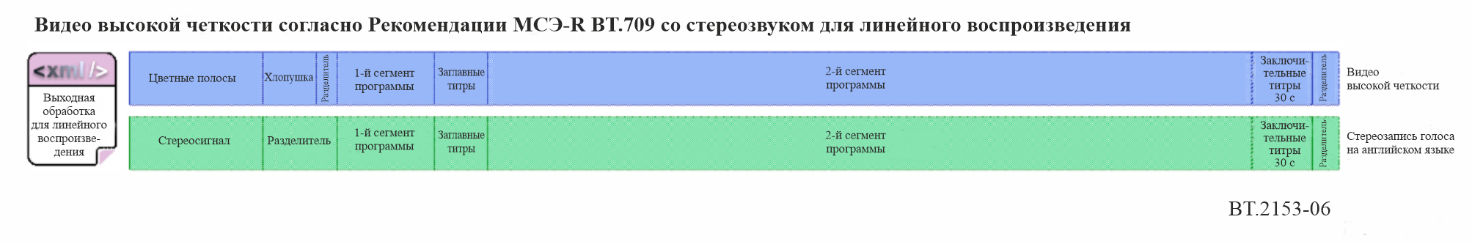 Видео высокой четкости согласно Рекомендации МСЭ-R BT.709 со стереозвуком для линейного воспроизведения
<xml/>
Выходная
обработка
для линейного
воспроизве-
дения
Цветные полосы
Хлопушка
Разделитель
1-й сегмент
программы
Заглавные
титры
2-й сегмент
программы
Заключи-
тельные
титры
30 с
Разделитель
Видео
высокой четкости
Стереосигнал
Разделитель
1-й сегмент
программы
Заглавные
титры
2-й сегмент
программы
Заключи-
тельные
титры
30 с
Разделитель
Стереозапись голоса
на английском языке
BT.2153-06